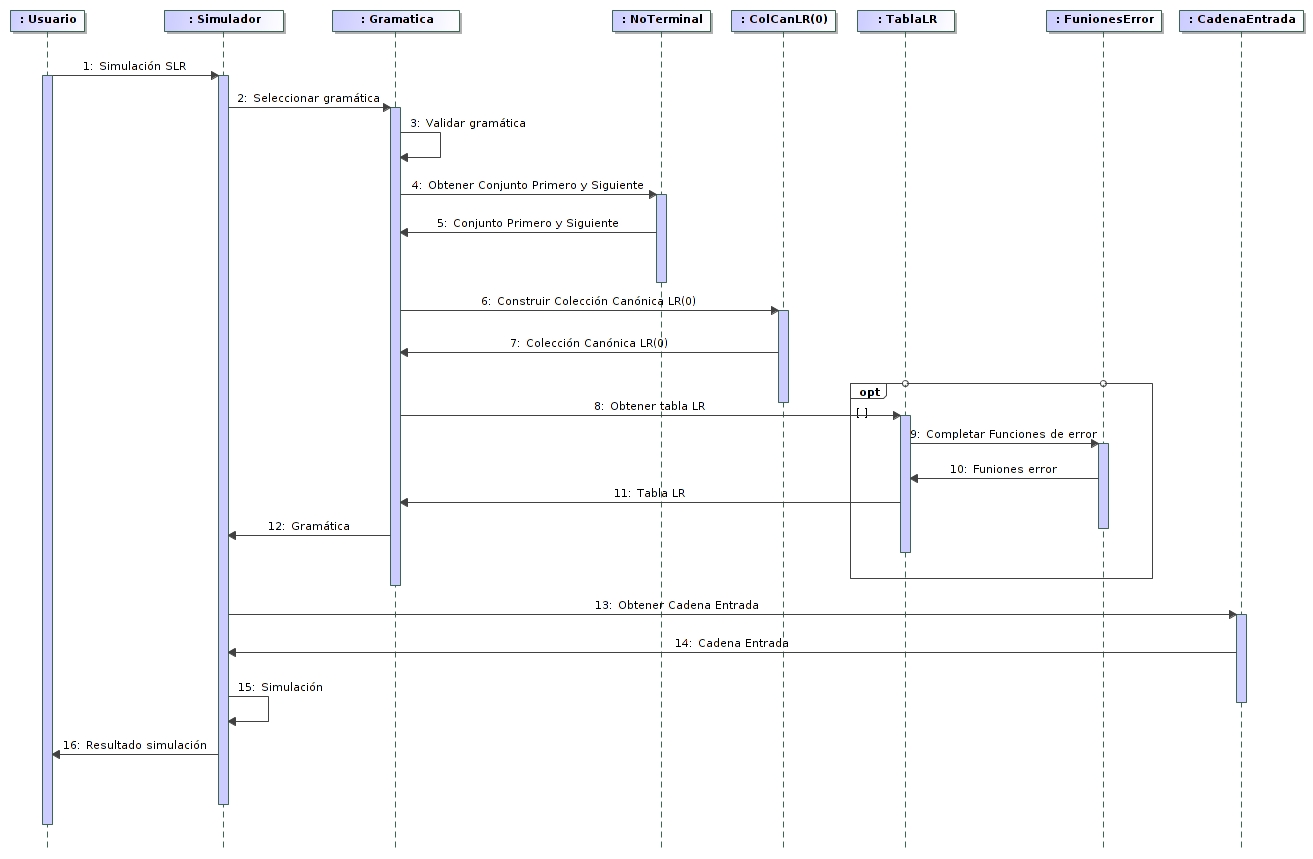 : Usuario
: Simulador
: Gramatica
: NoTerminal
: ColCanLR(0)
: TablaLR
: FunionesError
: CadenaEntrada
1: Simulación SLR
2: Seleccionar gramática
3: Validar gramática
4: Obtener Conjunto Primero y Siguiente
5: Conjunto Primero y Siguiente
6: Construir Colección Canónica LR(0)
7: Colección Canónica LR(0)
opt
8: Obtener tabla LR
[ ]
9: Completar Funciones de error
10: Funiones error
11: Tabla LR
12: Gramática
13: Obtener Cadena Entrada
14: Cadena Entrada
15: Simulación
16: Resultado simulación